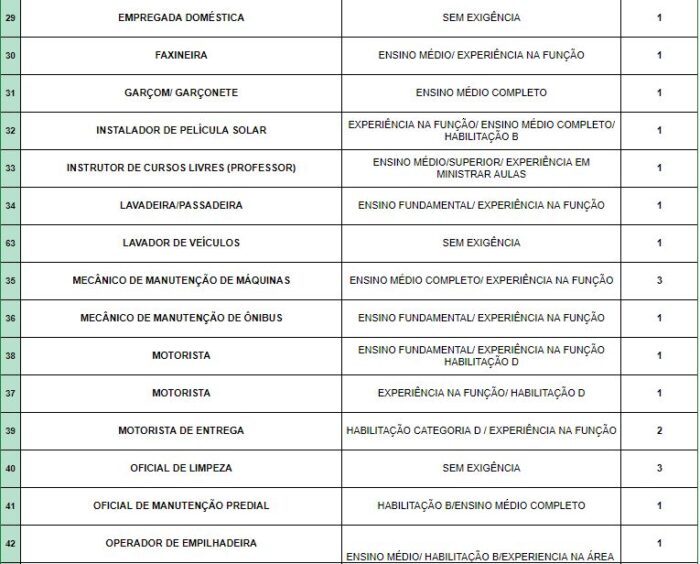 29 EMPREGADA DOMÉSTICA SEM EXIGÊNCIA 1
30 FAXINEIRA ENSINO MÉDIO/ EXPERIÊNCIA NA FUNÇÃO 1
31 GARÇOM/ GARÇONETE ENSINO MÉDIO COMPLETO 1
32 INSTALADOR DE PELÍCULA SOLAR EXPERIÊNCIA NA FUNÇÃO/ ENSINO MÉDIO COMPLETO/
HABILITAÇÃO B 1
33 INSTRUTOR DE CURSOS LIVRES (PROFESSOR) ENSINO MÉDIO/SUPERIOR/ EXPERIÊNCIA EM
MINISTRAR AULAS 1
34 LAVADEIRA/PASSADEIRA ENSINO FUNDAMENTAL/ EXPERIÊNCIA NA FUNÇÃO 1
63 LAVADOR DE VEÍCULOS SEM EXIGÊNCIA 1
35 MECÂNICO DE MANUTENÇÃO DE MÁQUINAS ENSINO MÉDIO COMPLETO/ EXPERIÊNCIA NA FUNÇÃO 3
36 MECÂNICO DE MANUTENÇÃO DE ÔNIBUS ENSINO FUNDAMENTAL/ EXPERIÊNCIA NA FUNÇÃO 1
38 MOTORISTA ENSINO FUNDAMENTAL/ EXPERIÊNCIA NA FUNÇÃO
HABILITAÇÃO D 1
37 MOTORISTA EXPERIÊNCIA NA FUNÇÃO/ HABILITAÇÃO D 1
39 MOTORISTA DE ENTREGA HABILITAÇÃO CATEGORIA D / EXPERIÊNCIA NA FUNÇÃO 2
40 OFICIAL DE LIMPEZA SEM EXIGÊNCIA 3
41 OFICIAL DE MANUTENÇÃO PREDIAL HABILITAÇÃO B/ENSINO MÉDIO COMPLETO 1
42 OPERADOR DE EMPILHADEIRA 1
ENSINO MÉDIO/ HABILITAÇÃO B/EXPERIENCIA NA ÁREA